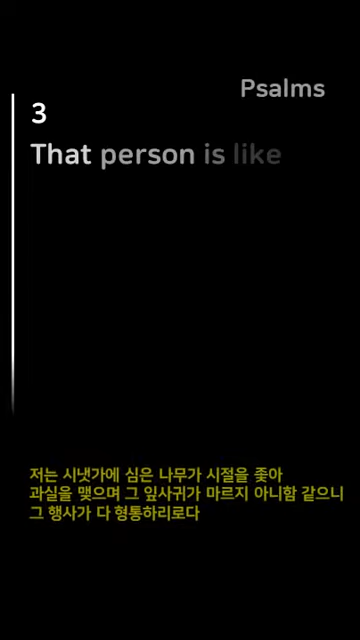 Psalms
3
That person is like
저는 시냇가에 심은 나무가 시절을 좇아
과실을 맺으며 그 잎사귀가 마르지 아니함 같으니
그 행사가 다 형통하리로다